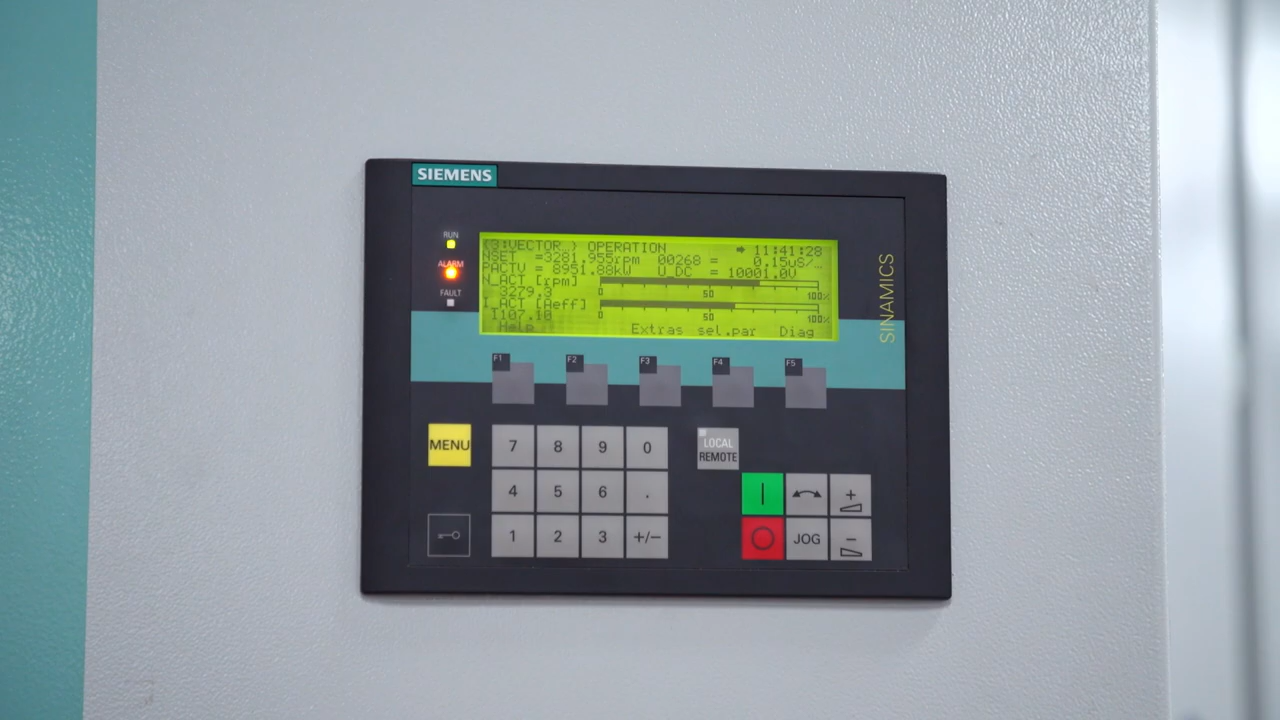 SIEMENS
RUN
ALARM
FAULT
{3:VECTOR…} OPERATION 11:41:28
NSET =3281.955rpm 00268 = 0.15uS/…
PACTV = 8951.88kW U_DC = 10001.0V
N_ACT [rpm]
3279.3 0 50 100%
I_ACT [Aeff]
1107.18 0 50 100%
Help Extras sel.par Diag
SINAMICS
F1 F2 F3 F4 F5
MENU
7 8 9 0
4 5 6 .
1 2 3 +/−
LOCAL
REMOTE
+
JOG −